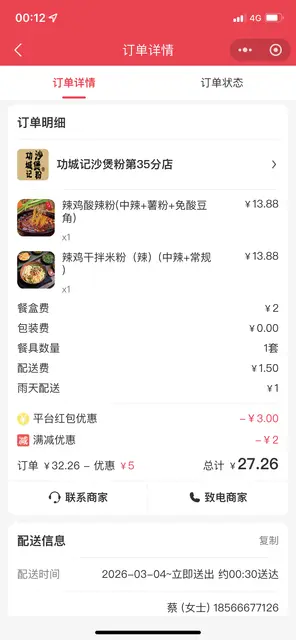 00:12
4G
订单详情
订单详情
订单状态
订单明细
沙煲粉
功城记
功城记沙煲粉第35分店
辣鸡酸辣粉(中辣+薯粉+免酸豆
角)
¥13.88
x1
辣鸡干拌米粉（辣）(中辣+常规
)
¥13.88
x1
餐盒费 ¥2
包装费 ¥0.00
餐具数量 1套
配送费 ¥1.50
雨天配送 ¥1
¥ 平台红包优惠 -¥3.00
减 满减优惠 -¥2
订单 ¥32.26 - 优惠 ¥5 总计 ¥27.26
联系商家 致电商家
配送信息 复制
配送时间 2026-03-04~立即送出 约00:30送达
蔡 (女士) 18566677126